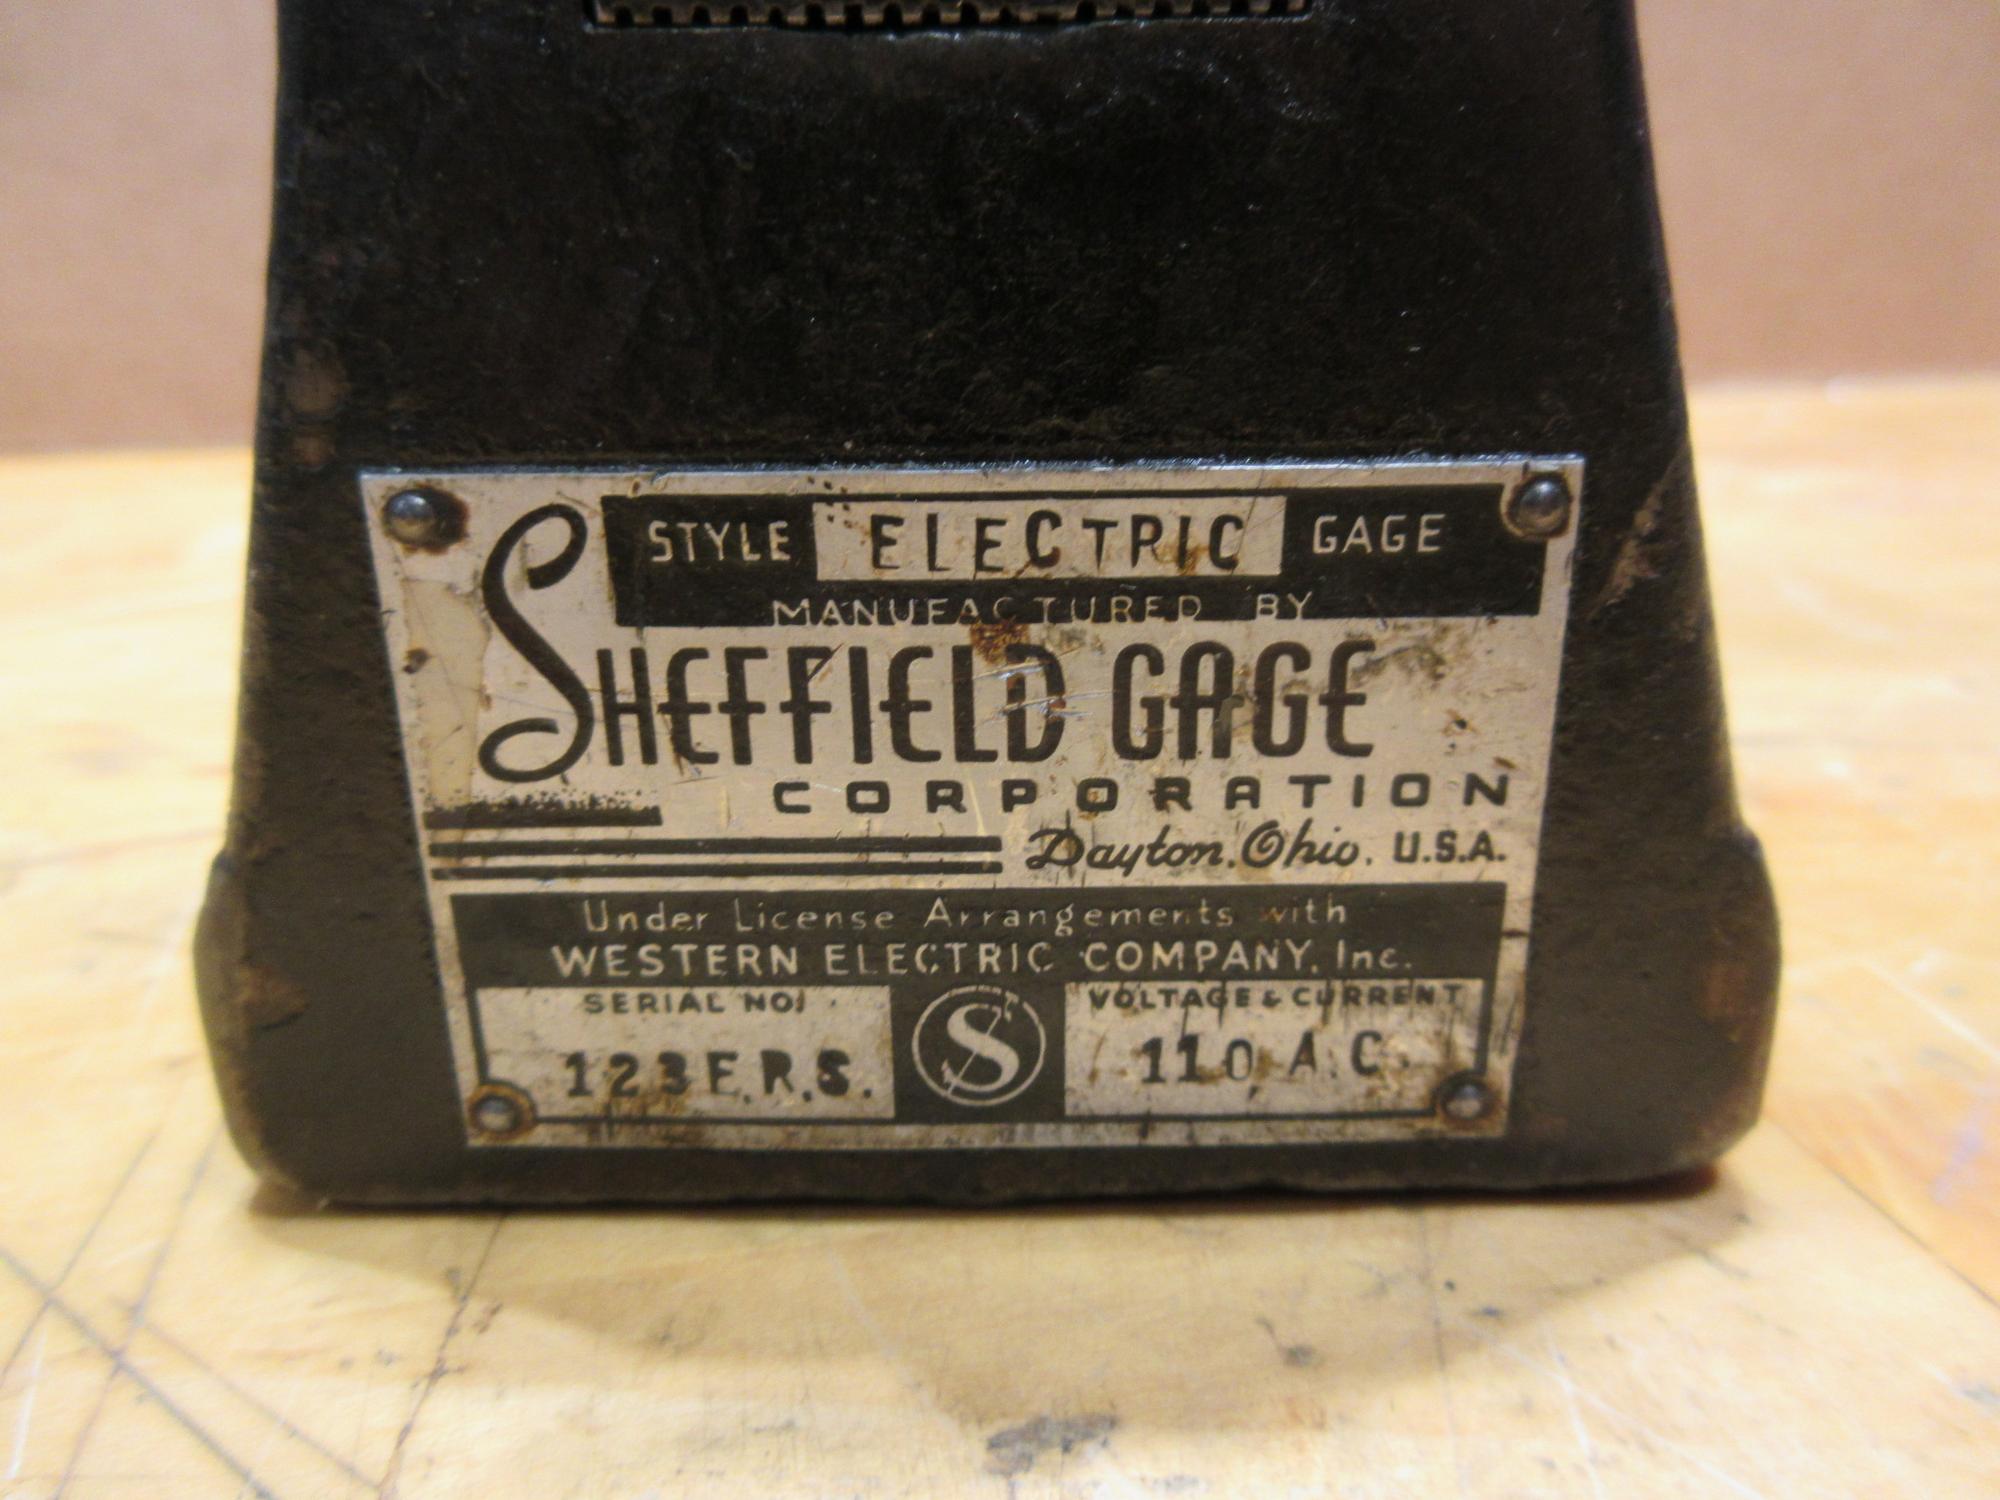 STYLE ELECTRIC GAGE
MANUFACTURED BY
SHEFFIELD GAGE
CORPORATION
Dayton, Ohio, U.S.A.
Under License Arrangements with
WESTERN ELECTRIC COMPANY, Inc.
SERIAL NO.
123E.R.S.
S
VOLTAGE & CURRENT
110 A.C.